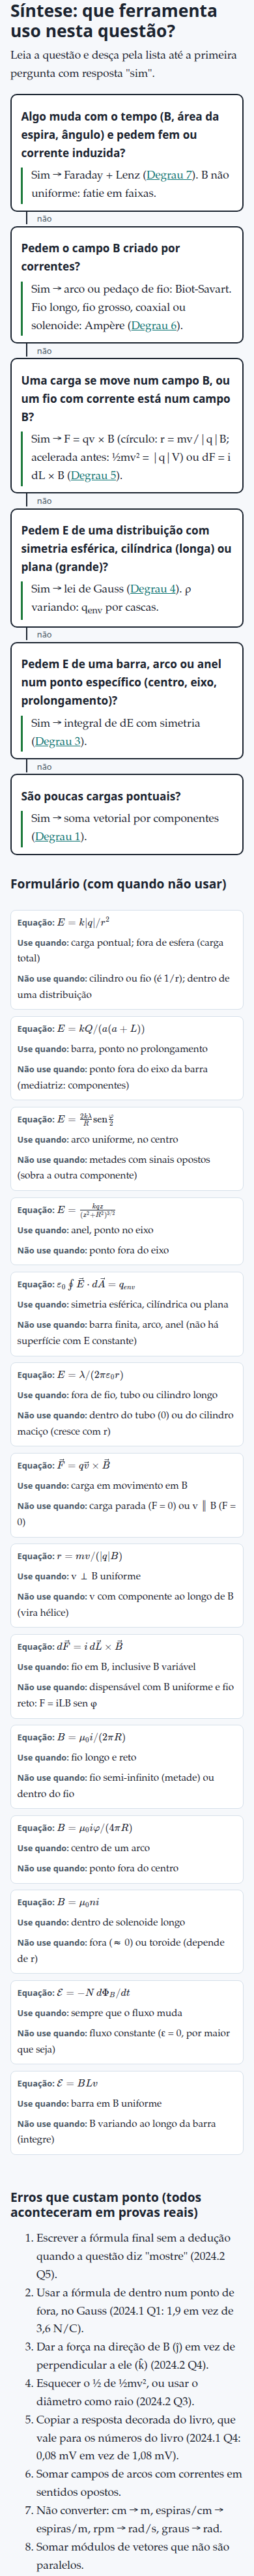 Síntese: que ferramenta
uso nesta questão?
Leia a questão e desça pela lista até a primeira
pergunta com resposta "sim".
Algo muda com o tempo (B, área da
espira, ângulo) e pedem fem ou
corrente induzida?
Sim → Faraday + Lenz (Degrau 7). B não
uniforme: fatie em faixas.
não
Pedem o campo B criado por
correntes?
Sim → arco ou pedaço de fio: Biot-Savart.
Fio longo, fio grosso, coaxial ou
solenoide: Ampère (Degrau 6).
não
Uma carga se move num campo B, ou
um fio com corrente está num campo
B?
Sim → F = qv × B (círculo: r = mv/|q|B;
acelerada antes: ½mv² = |q|V) ou dF = i
dL × B (Degrau 5).
não
Pedem E de uma distribuição com
simetria esférica, cilíndrica (longa) ou
plana (grande)?
Sim → lei de Gauss (Degrau 4). ρ
variando: q_env por cascas.
não
Pedem E de uma barra, arco ou anel
num ponto específico (centro, eixo,
prolongamento)?
Sim → integral de dE com simetria
(Degrau 3).
não
São poucas cargas pontuais?
Sim → soma vetorial por componentes
(Degrau 1).
Formulário (com quando não usar)
Equação: E = k|q|/r²
Use quando: carga pontual; fora de esfera (carga
total)
Não use quando: cilindro ou fio (é 1/r); dentro de
uma distribuição
Equação: E = kQ/(a(a + L))
Use quando: barra, ponto no prolongamento
Não use quando: ponto fora do eixo da barra
(mediatriz: componentes)
Equação: E = 2kλ/R sen φ/2
Use quando: arco uniforme, no centro
Não use quando: metades com sinais opostos
(sobra a outra componente)
Equação: E = kqz/(z²+R²)^{3/2}
Use quando: anel, ponto no eixo
Não use quando: ponto fora do eixo
Equação: ε₀ ∮ E⃗ · dA⃗ = q_env
Use quando: simetria esférica, cilíndrica ou plana
Não use quando: barra finita, arco, anel (não há
superfície com E constante)
Equação: E = λ/(2πε₀r)
Use quando: fora de fio, tubo ou cilindro longo
Não use quando: dentro do tubo (0) ou do cilindro
maciço (cresce com r)
Equação: F⃗ = qv⃗ × B⃗
Use quando: carga em movimento em B
Não use quando: carga parada (F = 0) ou v ∥ B (F =
0)
Equação: r = mv/(|q|B)
Use quando: v ⊥ B uniforme
Não use quando: v com componente ao longo de B
(vira hélice)
Equação: dF⃗ = i dL⃗ × B⃗
Use quando: fio em B, inclusive B variável
Não use quando: dispensável com B uniforme e fio
reto: F = iLB sen φ
Equação: B = μ₀i/(2πR)
Use quando: fio longo e reto
Não use quando: fio semi-infinito (metade) ou
dentro do fio
Equação: B = μ₀iφ/(4πR)
Use quando: centro de um arco
Não use quando: ponto fora do centro
Equação: B = μ₀ni
Use quando: dentro de solenoide longo
Não use quando: fora (≈ 0) ou toroide (depende
de r)
Equação: ℰ = −N dΦ_B/dt
Use quando: sempre que o fluxo muda
Não use quando: fluxo constante (ε = 0, por maior
que seja)
Equação: ℰ = BLv
Use quando: barra em B uniforme
Não use quando: B variando ao longo da barra
(integre)
Erros que custam ponto (todos
aconteceram em provas reais)
1. Escrever a fórmula final sem a dedução
quando a questão diz "mostre" (2024.2
Q5).
2. Usar a fórmula de dentro num ponto de
fora, no Gauss (2024.1 Q1: 1,9 em vez de
3,6 N/C).
3. Dar a força na direção de B (ĵ) em vez de
perpendicular a ele (k̂) (2024.2 Q4).
4. Esquecer o ½ de ½mv², ou usar o
diâmetro como raio (2024.2 Q3).
5. Copiar a resposta decorada do livro, que
vale para os números do livro (2024.1 Q4:
0,08 mV em vez de 1,08 mV).
6. Somar campos de arcos com correntes em
sentidos opostos.
7. Não converter: cm → m, espiras/cm →
espiras/m, rpm → rad/s, graus → rad.
8. Somar módulos de vetores que não são
paralelos.